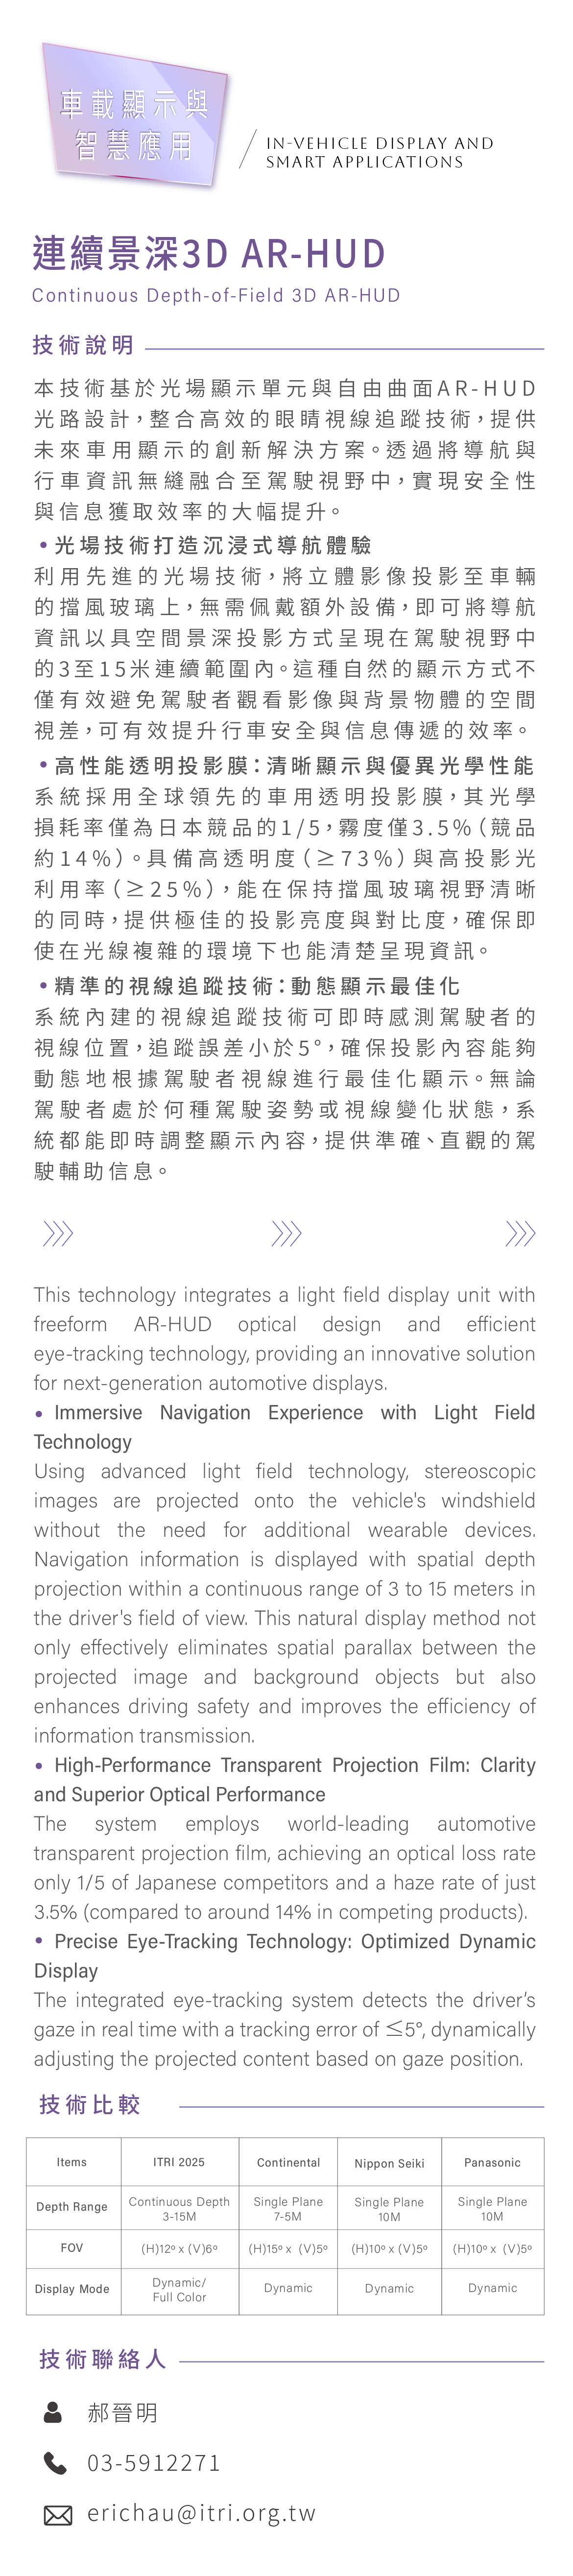 車載顯示與
智慧應用
IN-VEHICLE DISPLAY AND
SMART APPLICATIONS
連續景深3D AR-HUD
Continuous Depth-of-Field 3D AR-HUD
技術說明
本技術基於光場顯示單元與自由曲面AR-HUD
光路設計，整合高效的眼睛視線追蹤技術，提供
未來車用顯示的創新解決方案。透過將導航與
行車資訊無縫融合至駕駛視野中，實現安全性
與信息獲取效率的大幅提升。
•光場技術打造沉浸式導航體驗
利用先進的光場技術，將立體影像投影至車輛
的擋風玻璃上，無需佩戴額外設備，即可將導航
資訊以具空間景深投影方式呈現在駕駛視野中
的3至15米連續範圍內。這種自然的顯示方式不
僅有效避免駕駛者觀看影像與背景物體的空間
視差，可有效提升行車安全與信息傳遞的效率。
•高性能透明投影膜：清晰顯示與優異光學性能
系統採用全球領先的車用透明投影膜，其光學
損耗率僅為日本競品的1/5，霧度僅3.5%（競品
約14%）。具備高透明度（≥73%）與高投影光
利用率（≥25%），能在保持擋風玻璃視野清晰
的同時，提供極佳的投影亮度與對比度，確保即
使在光線複雜的環境下也能清楚呈現資訊。
•精準的視線追蹤技術：動態顯示最佳化
系統內建的視線追蹤技術可即時感測駕駛者的
視線位置，追蹤誤差小於5°，確保投影內容能夠
動態地根據駕駛者視線進行最佳化顯示。無論
駕駛者處於何種駕駛姿勢或視線變化狀態，系
統都能即時調整顯示內容，提供準確、直觀的駕
駛輔助信息。
This technology integrates a light field display unit with
freeform AR-HUD optical design and efficient
eye-tracking technology, providing an innovative solution
for next-generation automotive displays.
• Immersive Navigation Experience with Light Field
Technology
Using advanced light field technology, stereoscopic
images are projected onto the vehicle's windshield
without the need for additional wearable devices.
Navigation information is displayed with spatial depth
projection within a continuous range of 3 to 15 meters in
the driver's field of view. This natural display method not
only effectively eliminates spatial parallax between the
projected image and background objects but also
enhances driving safety and improves the efficiency of
information transmission.
• High-Performance Transparent Projection Film: Clarity
and Superior Optical Performance
The system employs world-leading automotive
transparent projection film, achieving an optical loss rate
only 1/5 of Japanese competitors and a haze rate of just
3.5% (compared to around 14% in competing products).
• Precise Eye-Tracking Technology: Optimized Dynamic
Display
The integrated eye-tracking system detects the driver’s
gaze in real time with a tracking error of ≤5°, dynamically
adjusting the projected content based on gaze position.
技術比較
Items ITRI 2025 Continental Nippon Seiki Panasonic
Depth Range Continuous Depth 3-15M Single Plane 7-5M Single Plane 10M Single Plane 10M
FOV (H)12º x (V)6º (H)15º x (V)5º (H)10º x (V)5º (H)10º x (V)5º
Display Mode Dynamic/ Full Color Dynamic Dynamic Dynamic
技術聯絡人
郝晉明
03-5912271
erichau@itri.org.tw